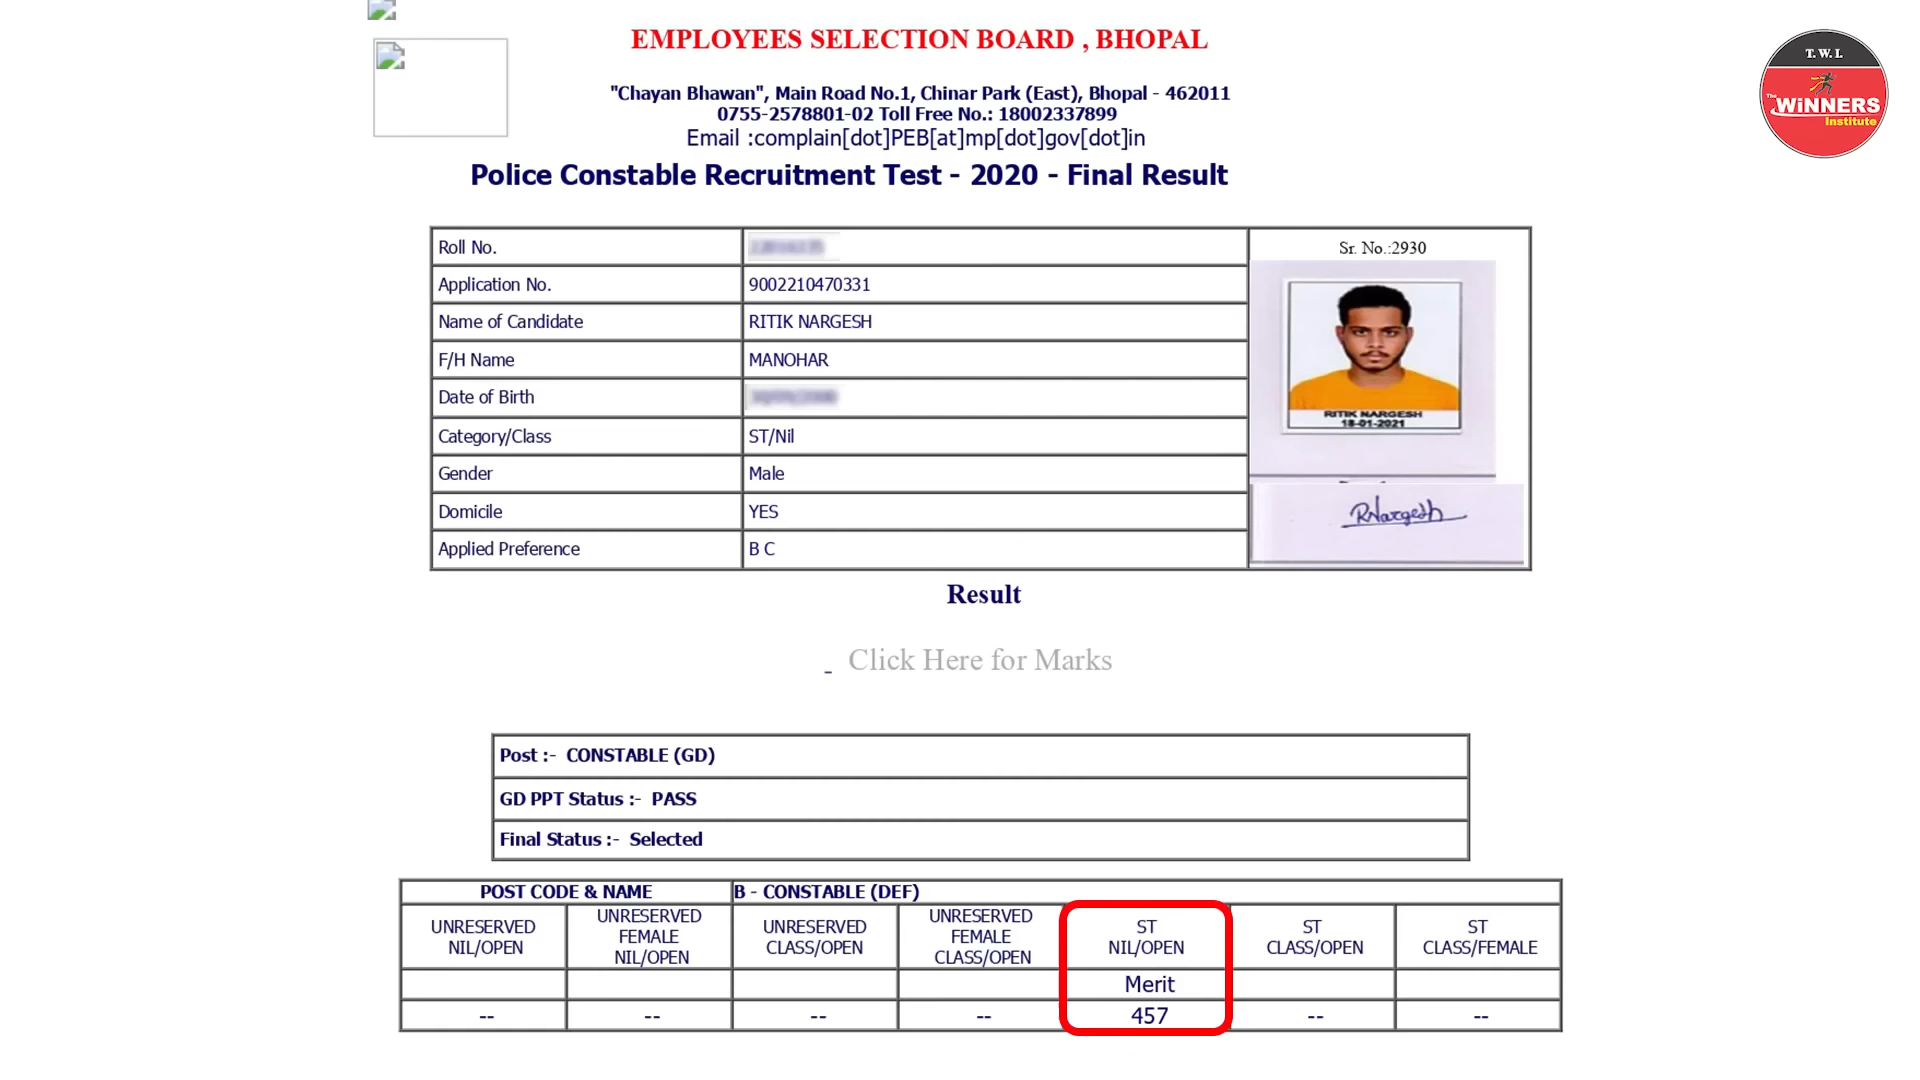 EMPLOYEES SELECTION BOARD , BHOPAL
"Chayan Bhawan", Main Road No.1, Chinar Park (East), Bhopal - 462011
0755-2578801-02 Toll Free No.: 18002337899
Email :complain[dot]PEB[at]mp[dot]gov[dot]in
Police Constable Recruitment Test - 2020 - Final Result
T. W. I.
The
WiNNERS
Institute
Roll No.
Sr. No.:2930
Application No. 9002210470331
Name of Candidate RITIK NARGESH
F/H Name MANOHAR
Date of Birth
Category/Class ST/Nil
Gender Male
Domicile YES
Applied Preference B C
RITIK NARGESH
18-01-2021
RNargesh
Result
- Click Here for Marks
Post :- CONSTABLE (GD)
GD PPT Status :- PASS
Final Status :- Selected
POST CODE & NAME B - CONSTABLE (DEF)
UNRESERVED
NIL/OPEN
UNRESERVED
FEMALE
NIL/OPEN
UNRESERVED
CLASS/OPEN
UNRESERVED
FEMALE
CLASS/OPEN
ST
NIL/OPEN
ST
CLASS/OPEN
ST
CLASS/FEMALE
Merit
-- -- -- -- 457 -- --